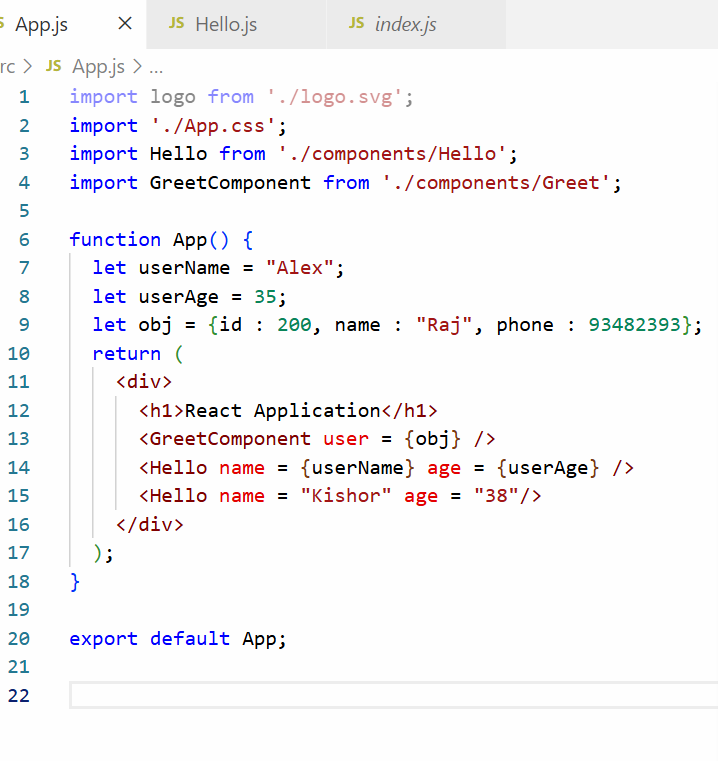 JS App.js × JS Hello.js JS index.js
rc > JS App.js > ...
1 import logo from './logo.svg';
2 import './App.css';
3 import Hello from './components/Hello';
4 import GreetComponent from './components/Greet';
5
6 function App() {
7 let userName = "Alex";
8 let userAge = 35;
9 let obj = {id : 200, name : "Raj", phone : 93482393};
10 return (
11 <div>
12 <h1>React Application</h1>
13 <GreetComponent user = {obj} />
14 <Hello name = {userName} age = {userAge} />
15 <Hello name = "Kishor" age = "38"/>
16 </div>
17 );
18 }
19
20 export default App;
21
22